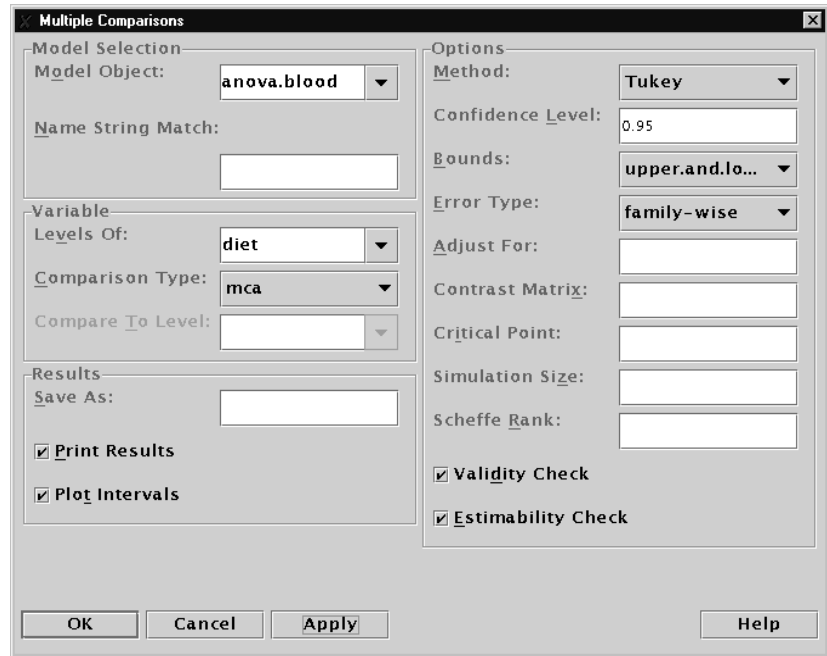 Multiple Comparisons
Model Selection
Model Object:
anova.blood
Name String Match:
Variable
Levels Of:
diet
Comparison Type:
mca
Compare To Level:
Results
Save As:
Print Results
Plot Intervals
Options
Method:
Tukey
Confidence Level:
0.95
Bounds:
upper.and.lo...
Error Type:
family-wise
Adjust For:
Contrast Matrix:
Critical Point:
Simulation Size:
Scheffe Rank:
Validity Check
Estimability Check
OK
Cancel
Apply
Help